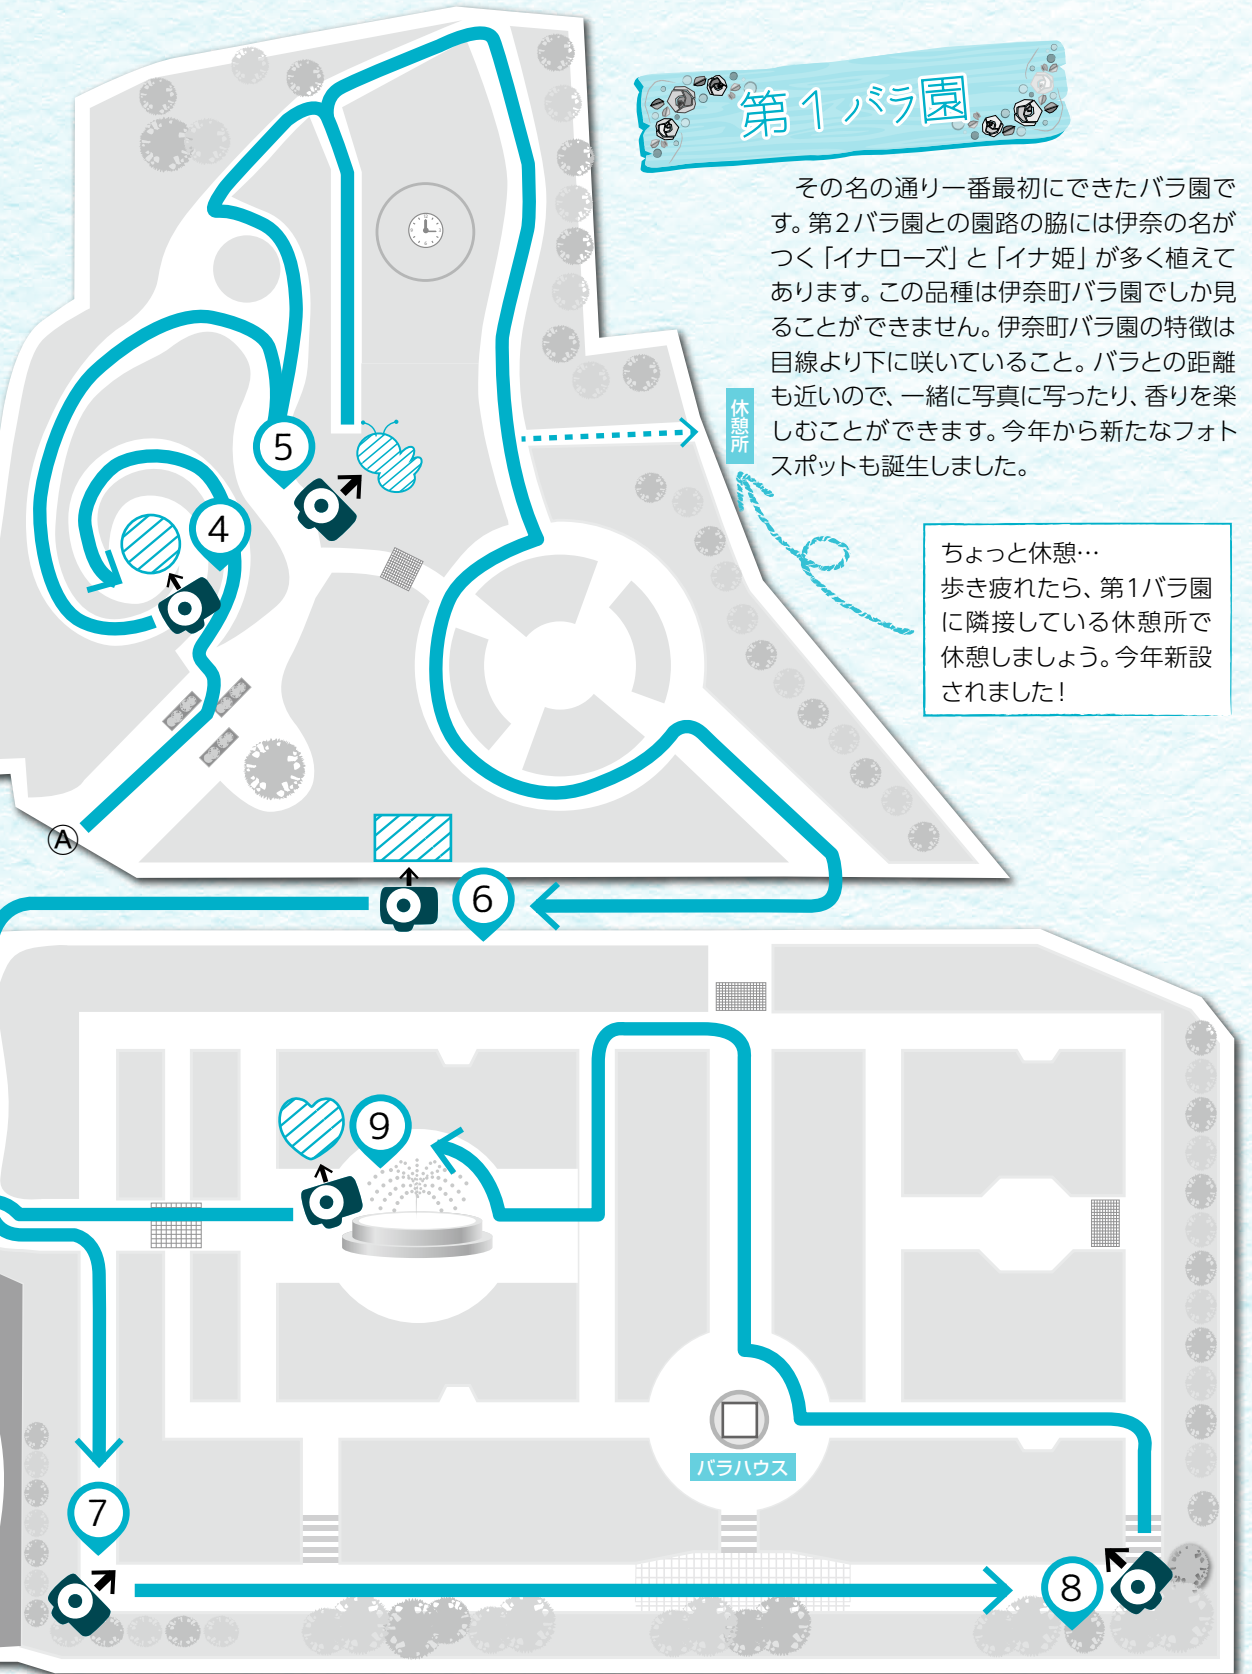 第１バラ園
その名の通り一番最初にできたバラ園で
す。第2バラ園との園路の脇には伊奈の名が
つく「イナローズ」と「イナ姫」が多く植えて
あります。この品種は伊奈町バラ園でしか見
ることができません。伊奈町バラ園の特徴は
目線より下に咲いていること。バラとの距離
も近いので、一緒に写真に写ったり、香りを楽
しむことができます。今年から新たなフォト
スポットも誕生しました。
休憩所
ちょっと休憩…
歩き疲れたら、第1バラ園
に隣接している休憩所で
休憩しましょう。今年新設
されました！
5
4
Ⓐ
6
9
バラハウス
7
8